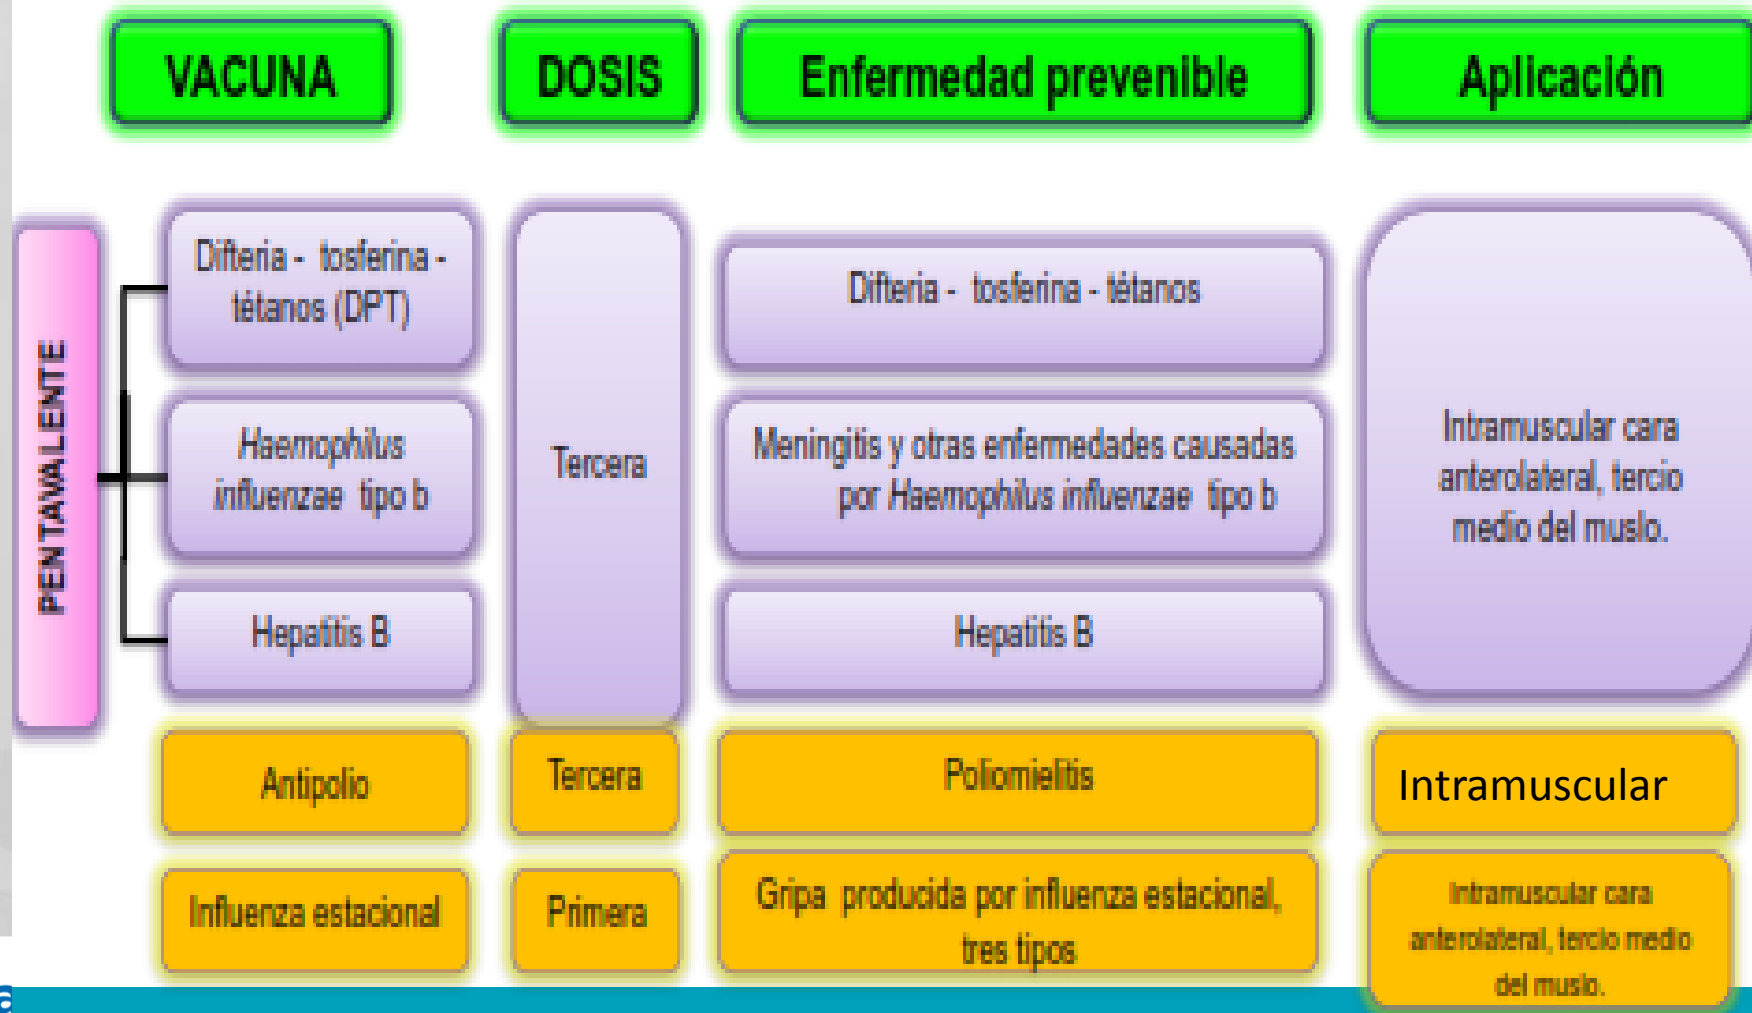 VACUNA
DOSIS
Enfermedad prevenible
Aplicación
PENTAVALENTE
Difteria - tosferina -
tétanos (DPT)
Tercera
Difteria - tosferina - tétanos
Intramuscular cara
anterolateral, tercio
medio del muslo.
Haemophilus
influenzae tipo b
Meningitis y otras enfermedades causadas
por Haemophilus influenzae tipo b
Hepatitis B
Hepatitis B
Antipolio
Tercera
Poliomielitis
Intramuscular
Influenza estacional
Primera
Gripa producida por influenza estacional,
tres tipos
Intramuscular cara
anterolateral, tercio medio
del muslo.
a